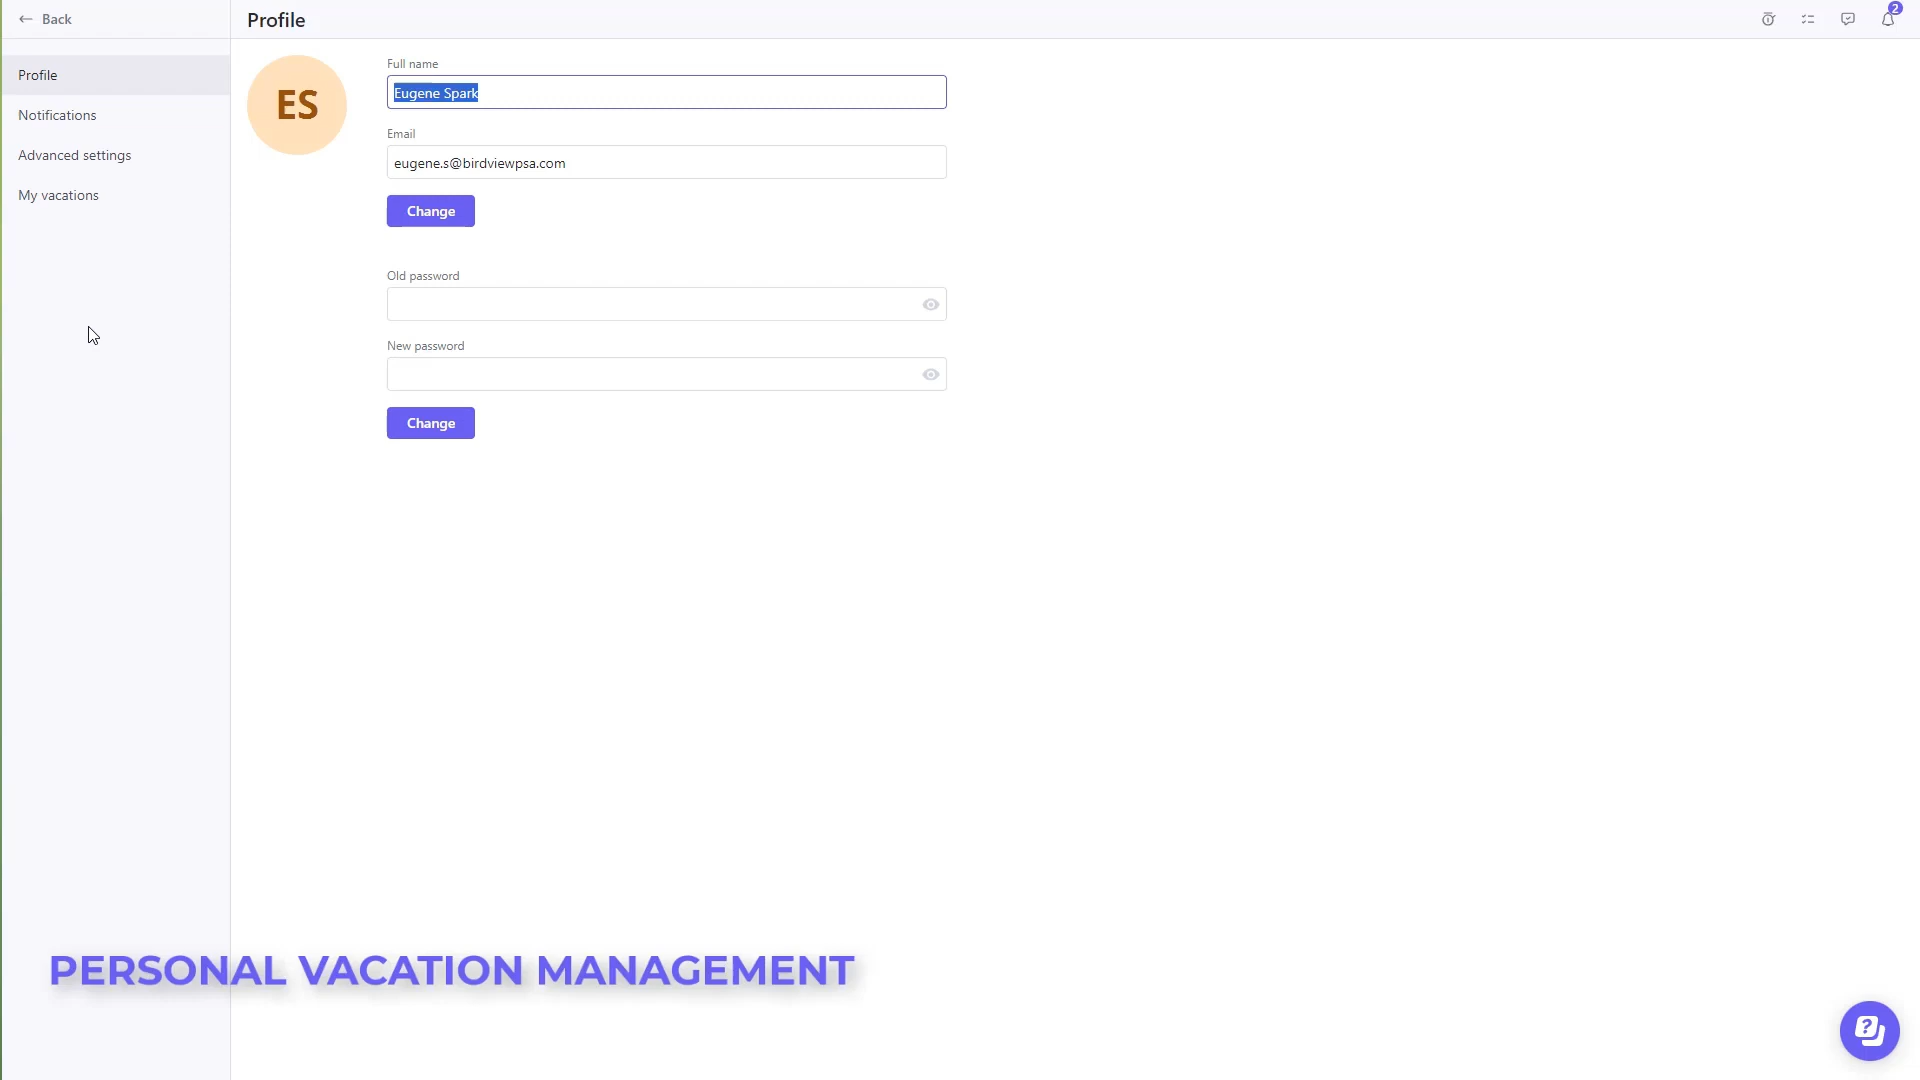 Back
Profile
2
Profile
Notifications
Advanced settings
My vacations
ES
Full name
Eugene Spark
Email
eugene.s@birdviewpsa.com
Change
Old password
New password
Change
PERSONAL VACATION MANAGEMENT
?